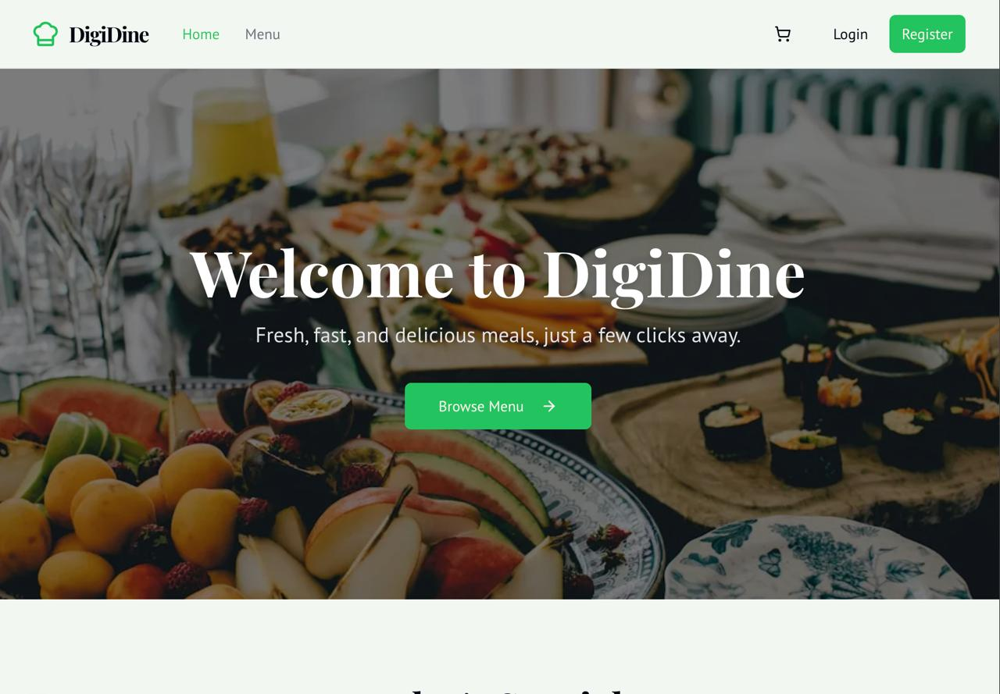 DigiDine
Home
Menu
Login
Register
Welcome to DigiDine
Fresh, fast, and delicious meals, just a few clicks away.
Browse Menu